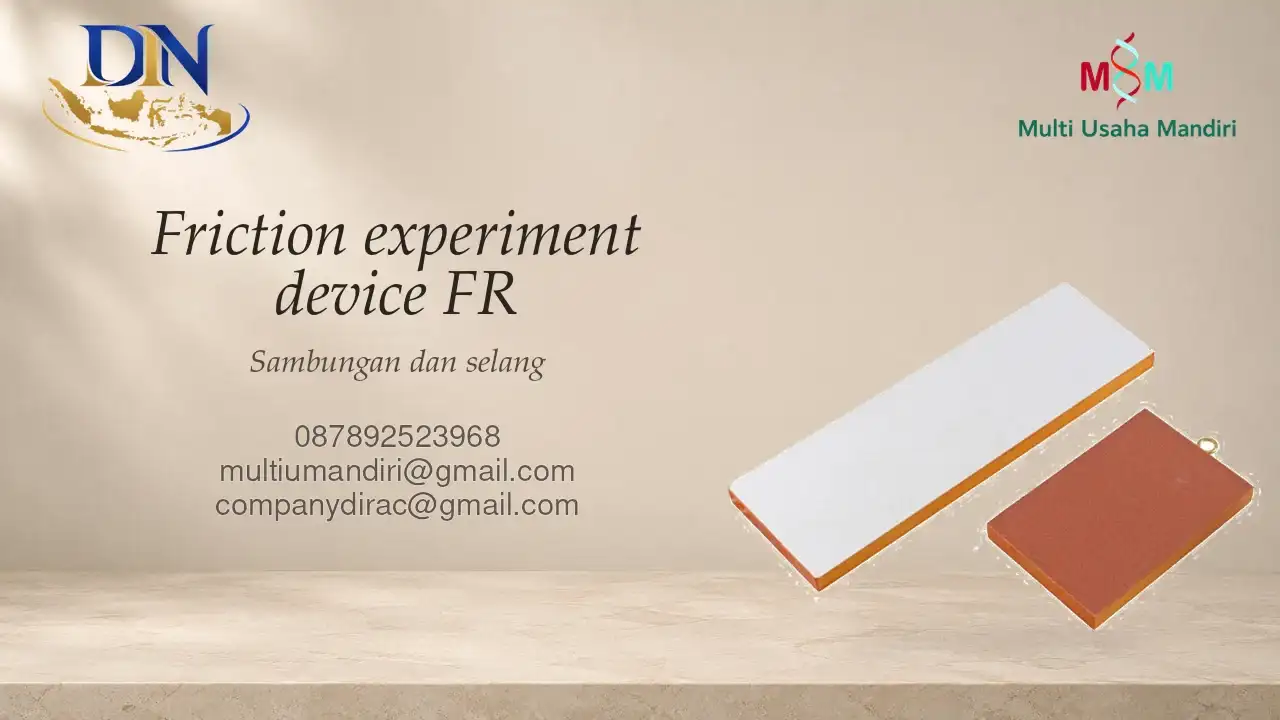 DN
MSM
Multi Usaha Mandiri
Friction experiment
device FR
Sambungan dan selang
087892523968
multiumandiri@gmail.com
companydirac@gmail.com